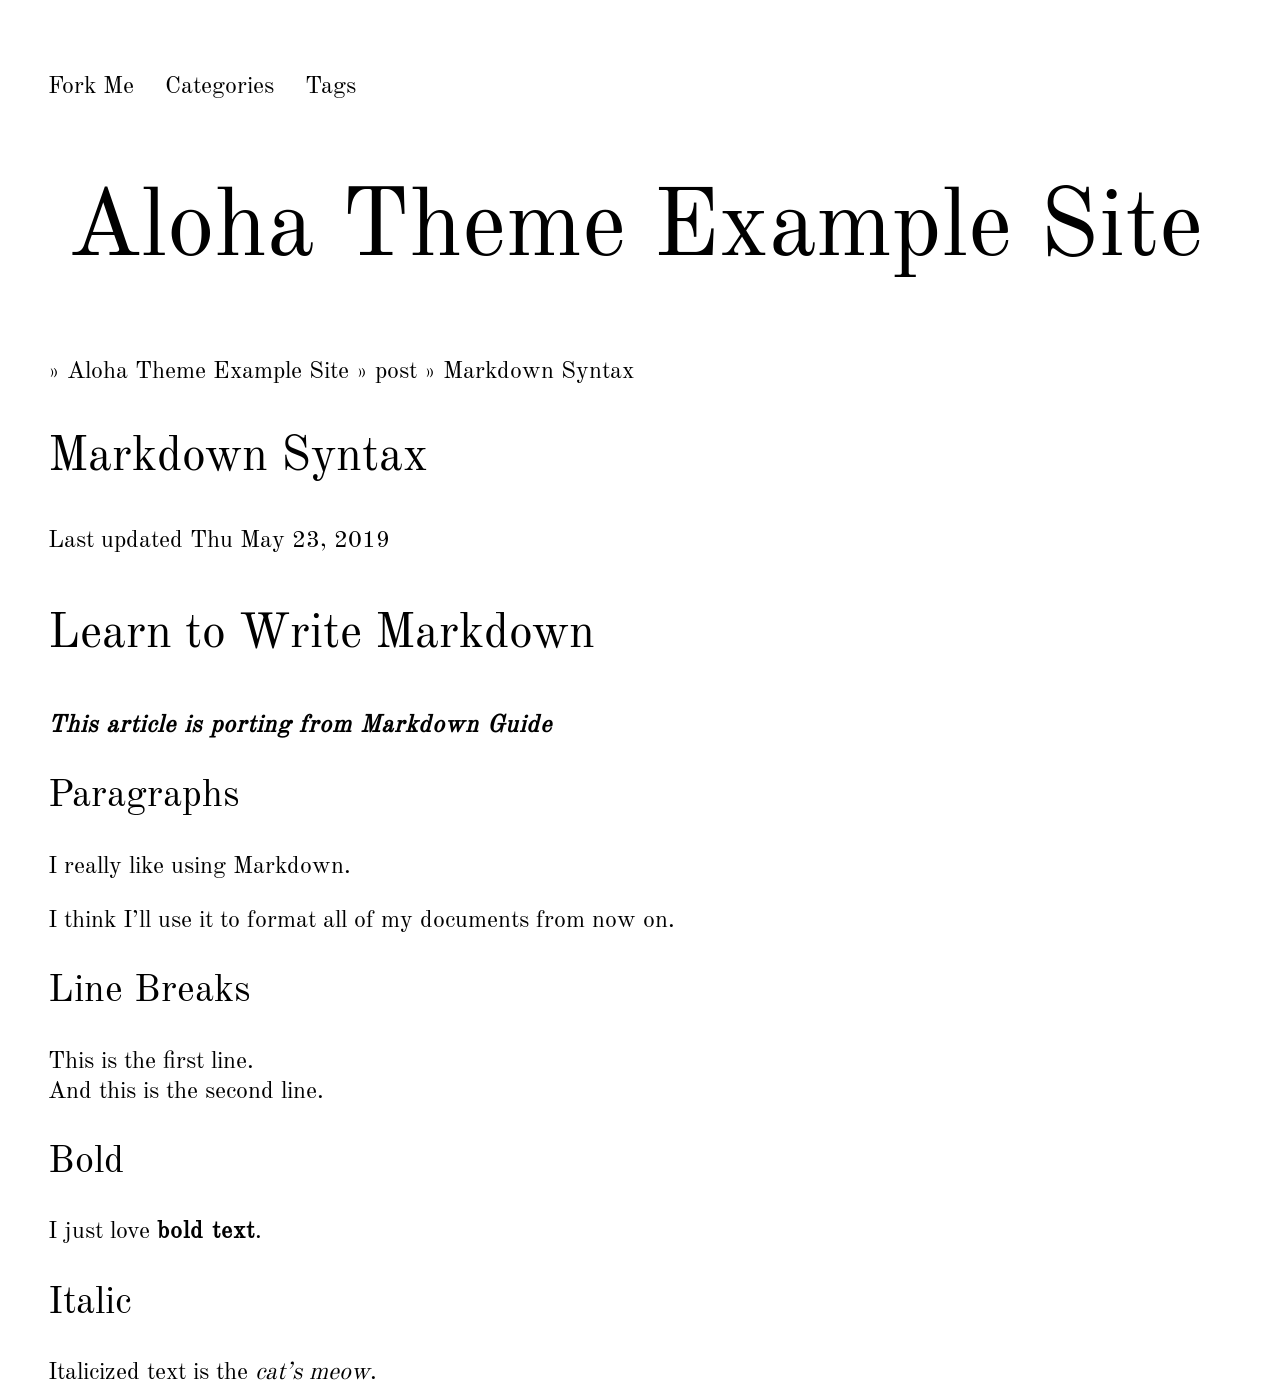 Fork Me Categories Tags
Aloha Theme Example Site
» Aloha Theme Example Site » post » Markdown Syntax
Markdown Syntax
Last updated Thu May 23, 2019
Learn to Write Markdown
This article is porting from Markdown Guide
Paragraphs
I really like using Markdown.
I think I’ll use it to format all of my documents from now on.
Line Breaks
This is the first line.
And this is the second line.
Bold
I just love bold text.
Italic
Italicized text is the cat’s meow.